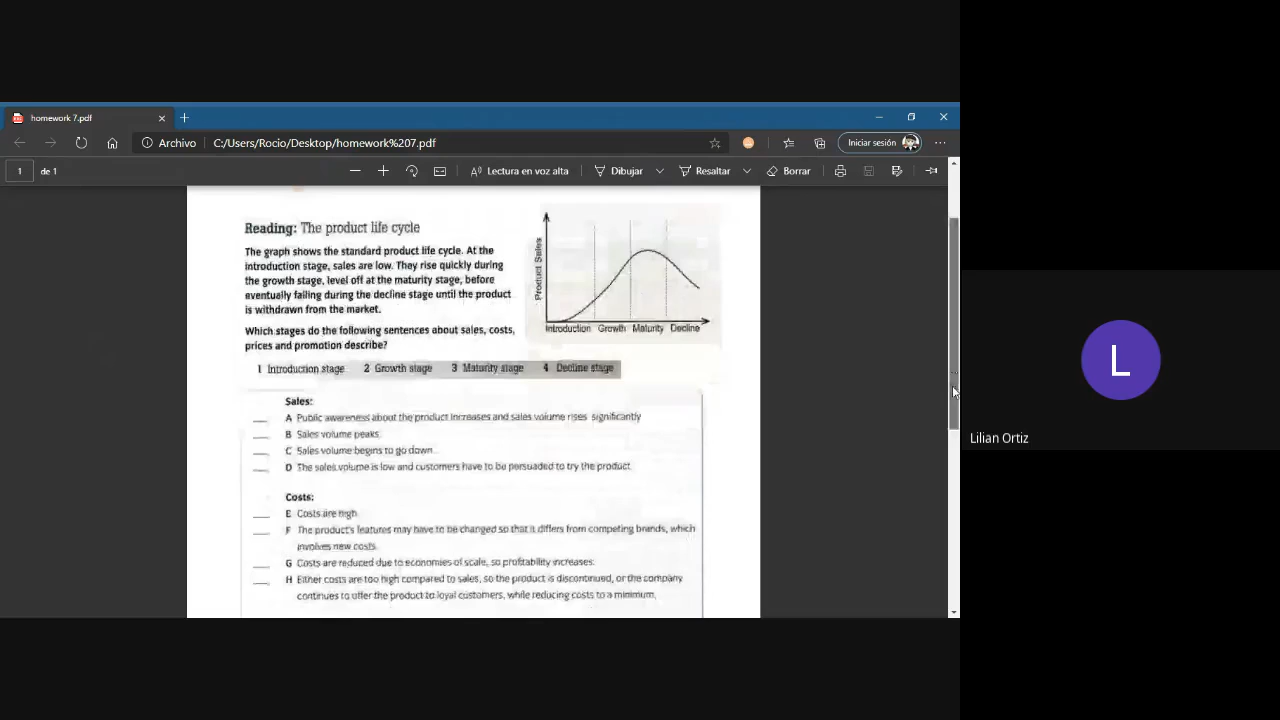 homework 7.pdf
Archivo C:/Users/Rocio/Desktop/homework%207.pdf
Iniciar sesión
1 de 1
Lectura en voz alta
Dibujar
Resaltar
Borrar
Reading: The product life cycle
The graph shows the standard product life cycle. At the
introduction stage, sales are low. They rise quickly during
the growth stage, level off at the maturity stage, before
eventually falling during the decline stage until the product
is withdrawn from the market.
Which stages do the following sentences about sales, costs,
prices and promotion describe?
Product Sales
Introduction Growth Maturity Decline
1 Introduction stage 2 Growth stage 3 Maturity stage 4 Decline stage
Sales:
___ A Public awareness about the product increases and sales volume rises significantly
___ B Sales volume peaks.
___ C Sales volume begins to go down.
___ D The sales volume is low and customers have to be persuaded to try the product.
Costs:
___ E Costs are high.
___ F The product's features may have to be changed so that it differs from competing brands, which
involves new costs.
___ G Costs are reduced due to economies of scale, so profitability increases.
___ H Either costs are too high compared to sales, so the product is discontinued, or the company
continues to offer the product to loyal customers, while reducing costs to a minimum.
L
Lilian Ortiz